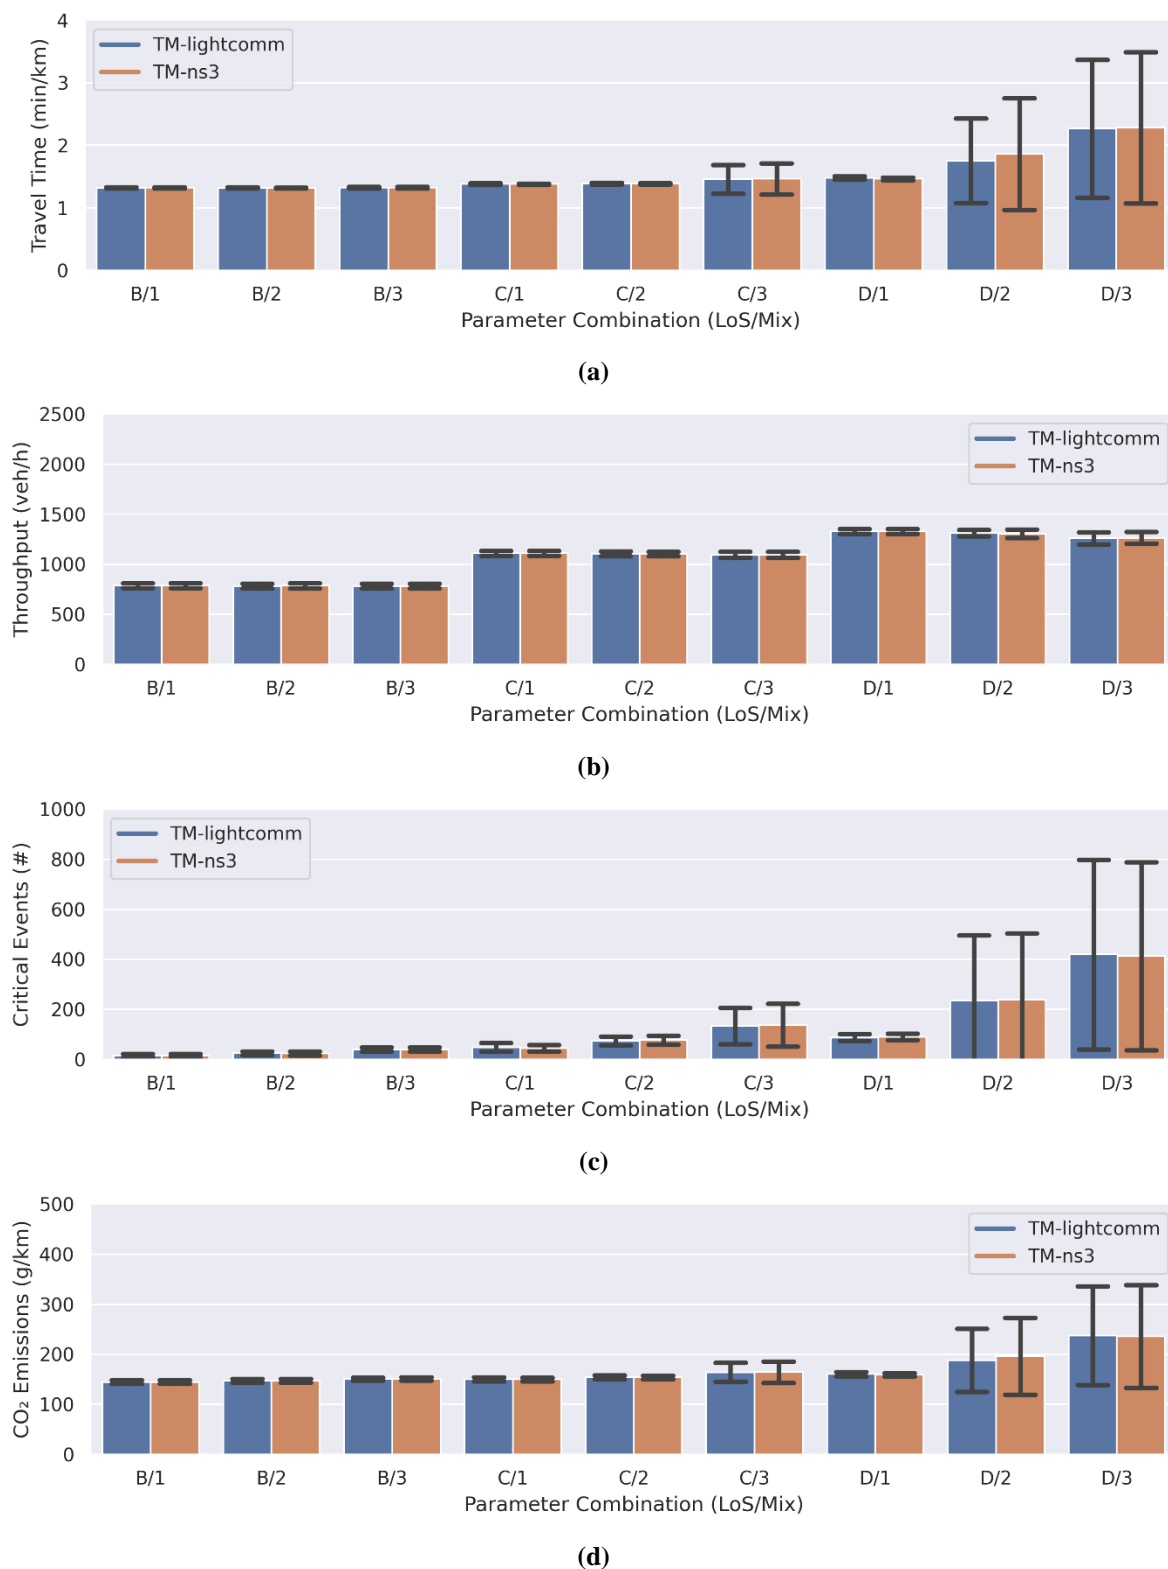 4
3
2
1
0
Travel Time (min/km)
TM-lightcomm
TM-ns3
B/1 B/2 B/3 C/1 C/2 C/3 D/1 D/2 D/3
Parameter Combination (LoS/Mix)
(a)
2500
2000
1500
1000
500
0
Throughput (veh/h)
TM-lightcomm
TM-ns3
B/1 B/2 B/3 C/1 C/2 C/3 D/1 D/2 D/3
Parameter Combination (LoS/Mix)
(b)
1000
800
600
400
200
0
Critical Events (#)
TM-lightcomm
TM-ns3
B/1 B/2 B/3 C/1 C/2 C/3 D/1 D/2 D/3
Parameter Combination (LoS/Mix)
(c)
500
400
300
200
100
0
CO₂ Emissions (g/km)
TM-lightcomm
TM-ns3
B/1 B/2 B/3 C/1 C/2 C/3 D/1 D/2 D/3
Parameter Combination (LoS/Mix)
(d)